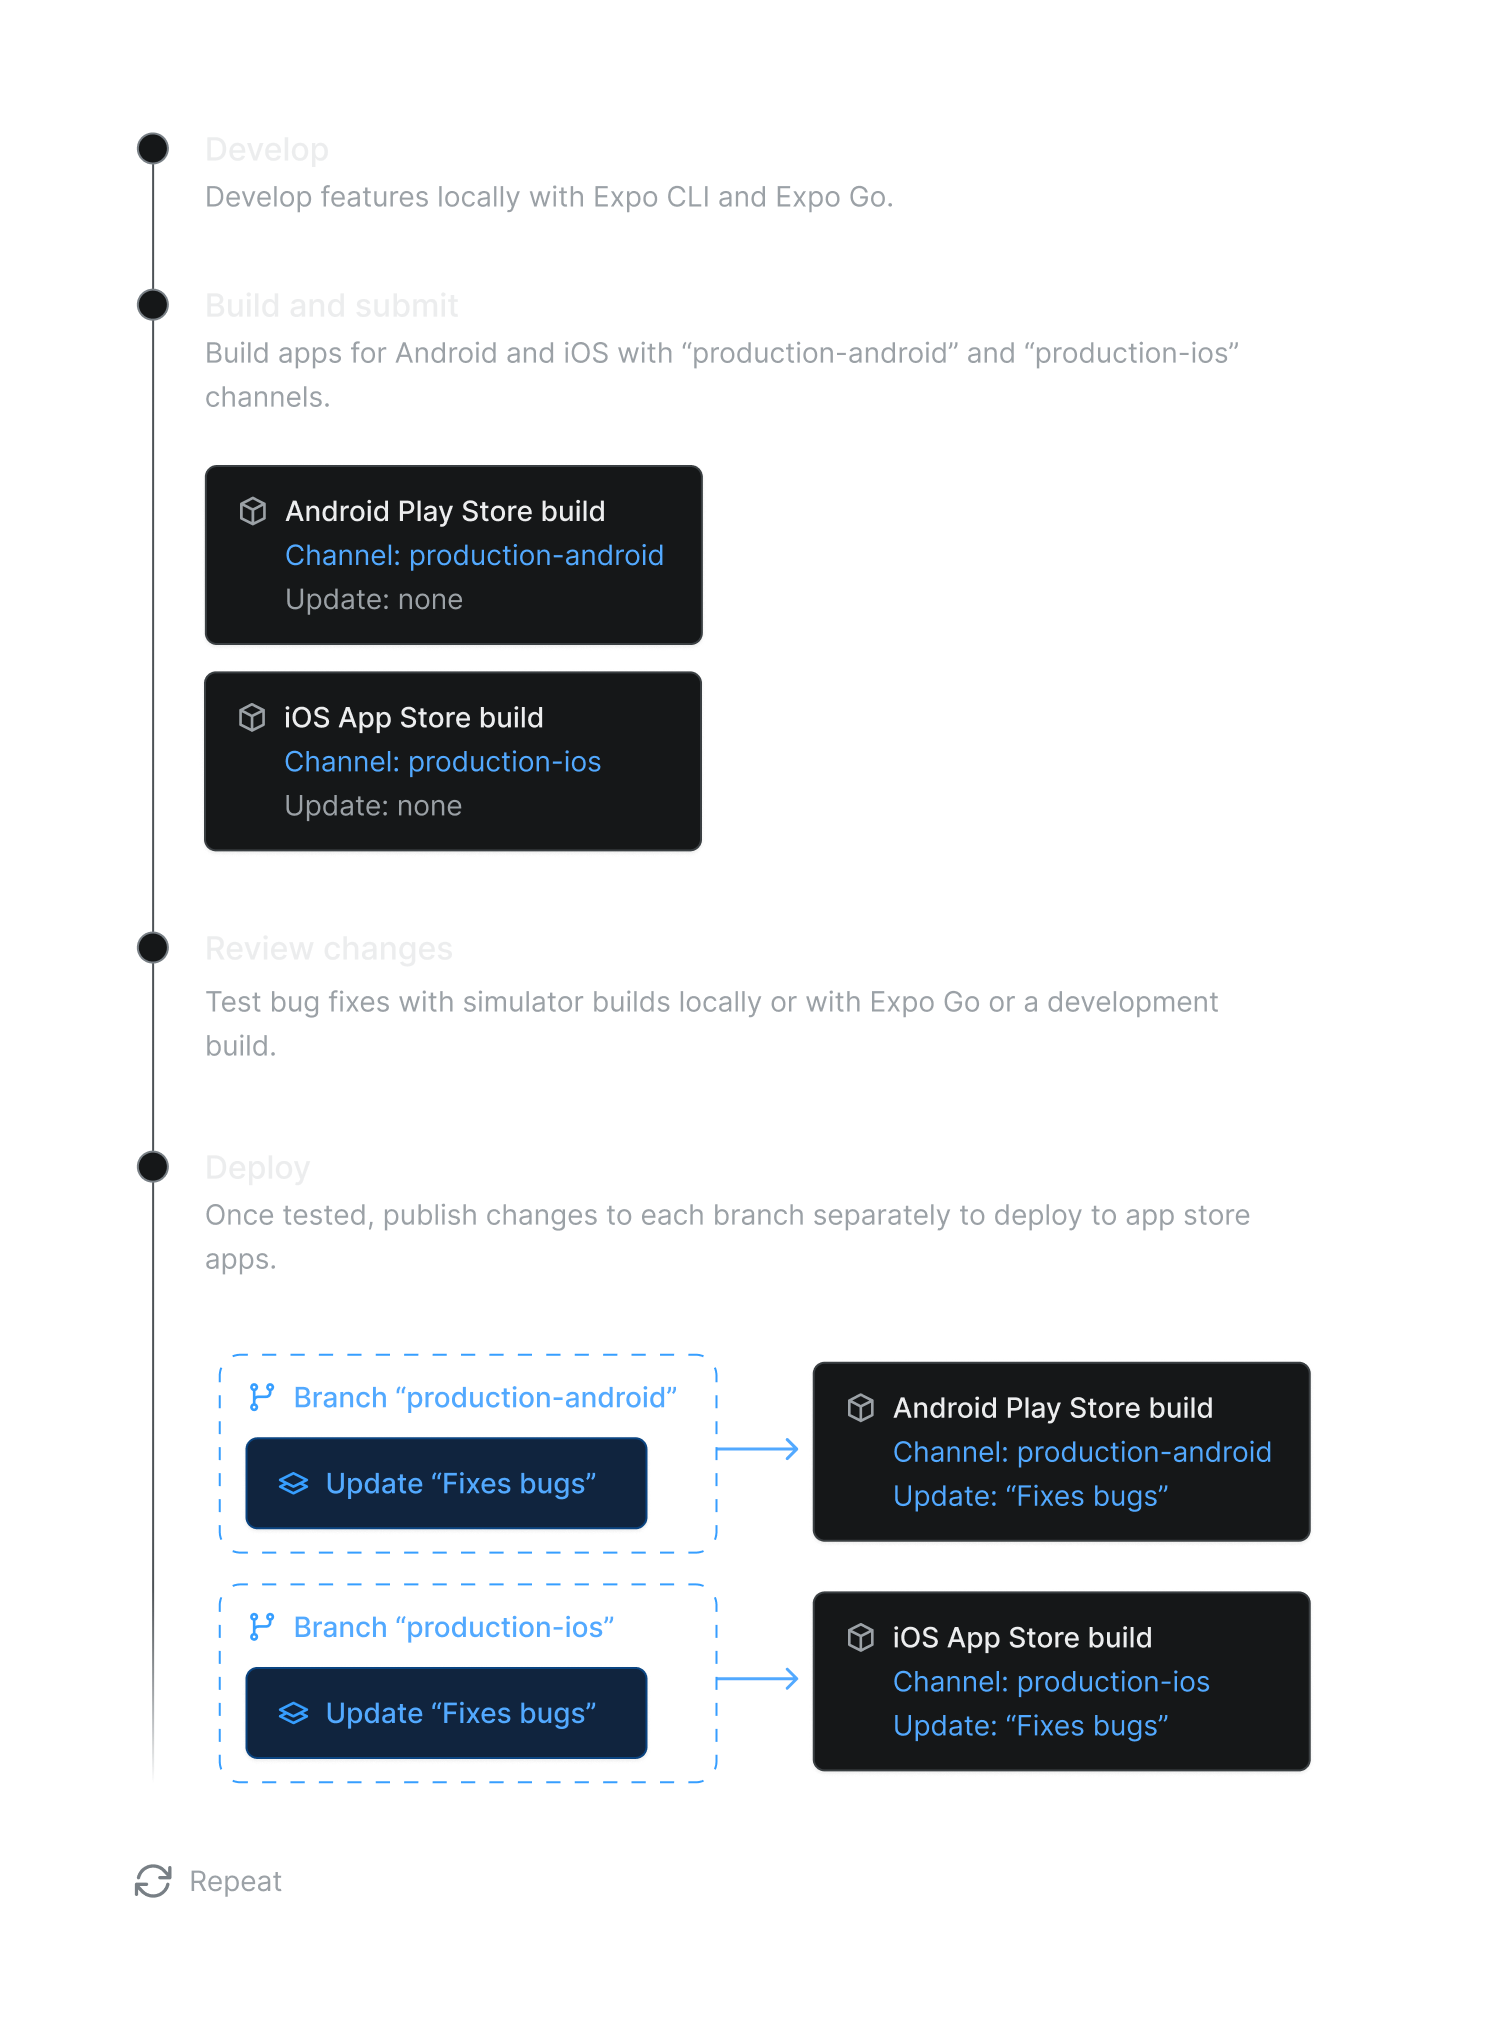 Develop
Develop features locally with Expo CLI and Expo Go.
Build and submit
Build apps for Android and iOS with “production-android” and “production-ios”
channels.
Android Play Store build
Channel: production-android
Update: none
iOS App Store build
Channel: production-ios
Update: none
Review changes
Test bug fixes with simulator builds locally or with Expo Go or a development
build.
Deploy
Once tested, publish changes to each branch separately to deploy to app store
apps.
Branch “production-android”
Update “Fixes bugs”
Android Play Store build
Channel: production-android
Update: “Fixes bugs”
Branch “production-ios”
Update “Fixes bugs”
iOS App Store build
Channel: production-ios
Update: “Fixes bugs”
Repeat